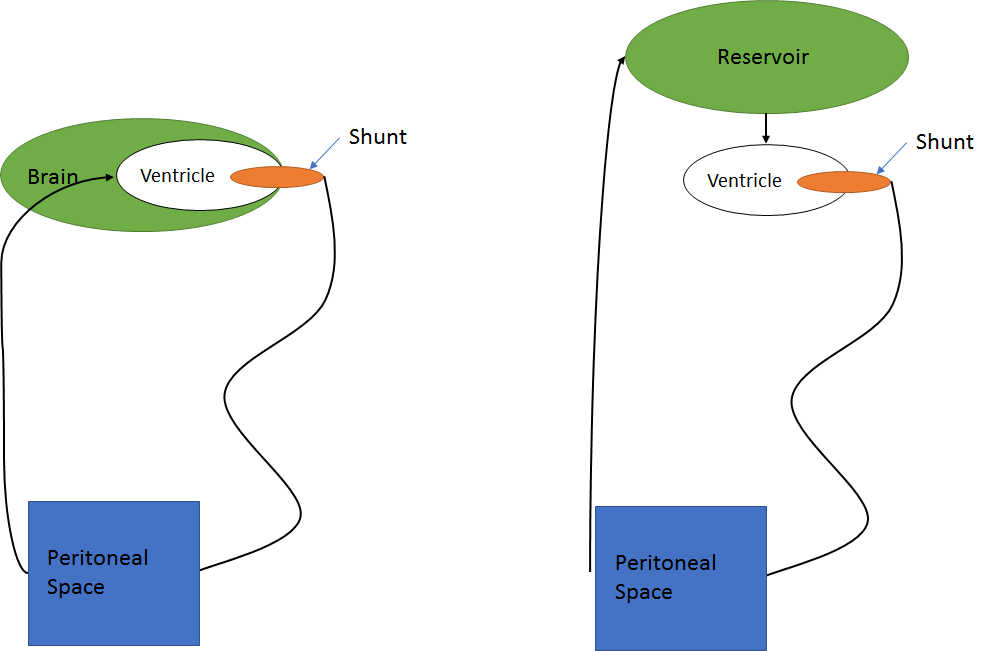 Shunt
Brain
Ventricle
Peritoneal
Space
Reservoir
Shunt
Ventricle
Peritoneal
Space